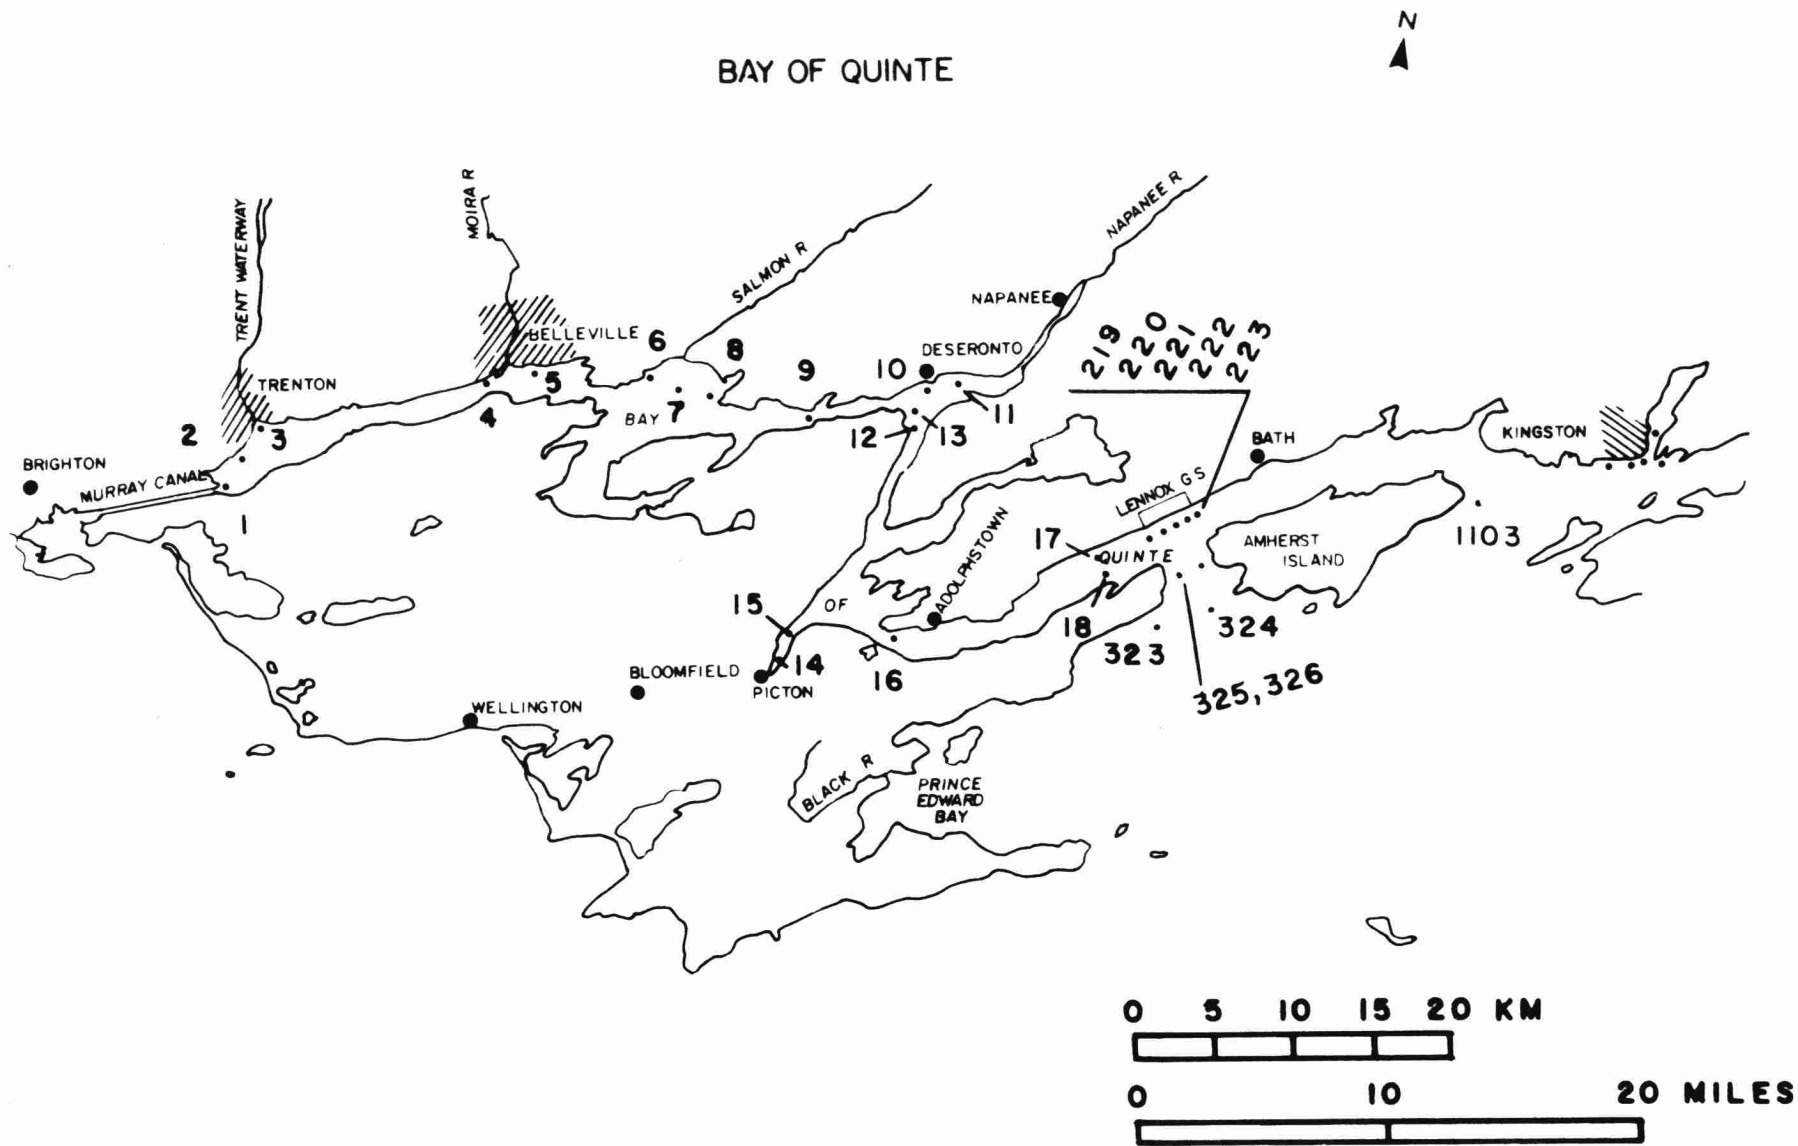 N
BAY OF QUINTE
TRENT WATERWAY
MOIRA R
SALMON R
NAPANEE R
NAPANEE
BELLEVILLE
DESERONTO
TRENTON
219
220
221
222
223
6
8
9
10
11
5
7
4
BAY
12
13
2
3
BRIGHTON
MURRAY CANAL
1
BATH
KINGSTON
LENNOX G S
17
QUINTE
AMHERST
ISLAND
1103
ADOLPHSTOWN
15
OF
18
324
323
14
16
BLOOMFIELD
PICTON
325, 326
WELLINGTON
BLACK R
PRINCE
EDWARD
BAY
0 5 10 15 20 KM
0 10 20 MILES